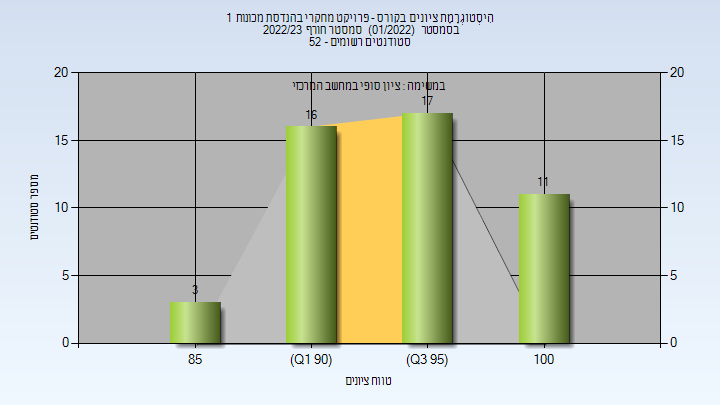 היסטוגרמת ציונים בקורס - פרויקט מחקרי בהנדסת מכונות 1
בסמסטר (01/2022) סמסטר חורף 2022/23
סטודנטים רשומים - 52
במשימה : ציון סופי במחשב המרכזי
20
15
10
5
0
20
15
10
5
0
מספר סטודנטים
3
16
17
11
85
(Q1 90)
(Q3 95)
100
טווח ציונים